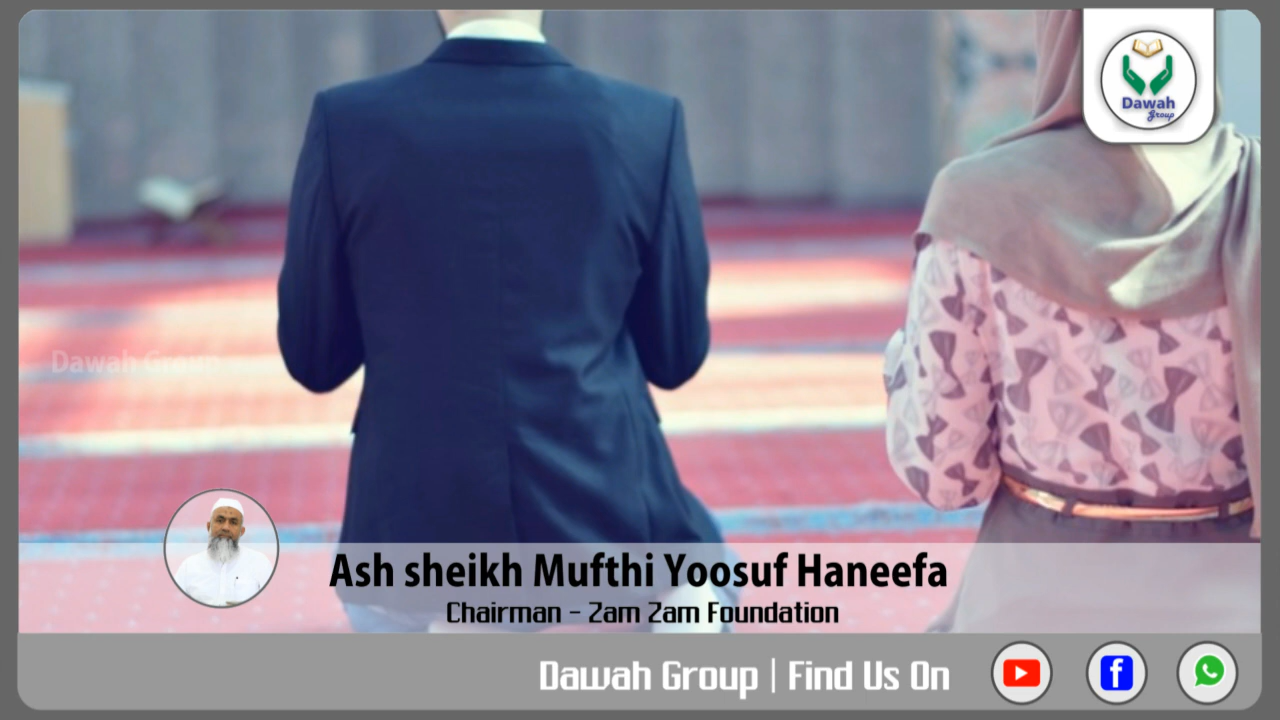 Dawah
Group
Dawah Group
Ash sheikh Mufthi Yoosuf Haneefa
Chairman - Zam Zam Foundation
Dawah Group | Find Us On